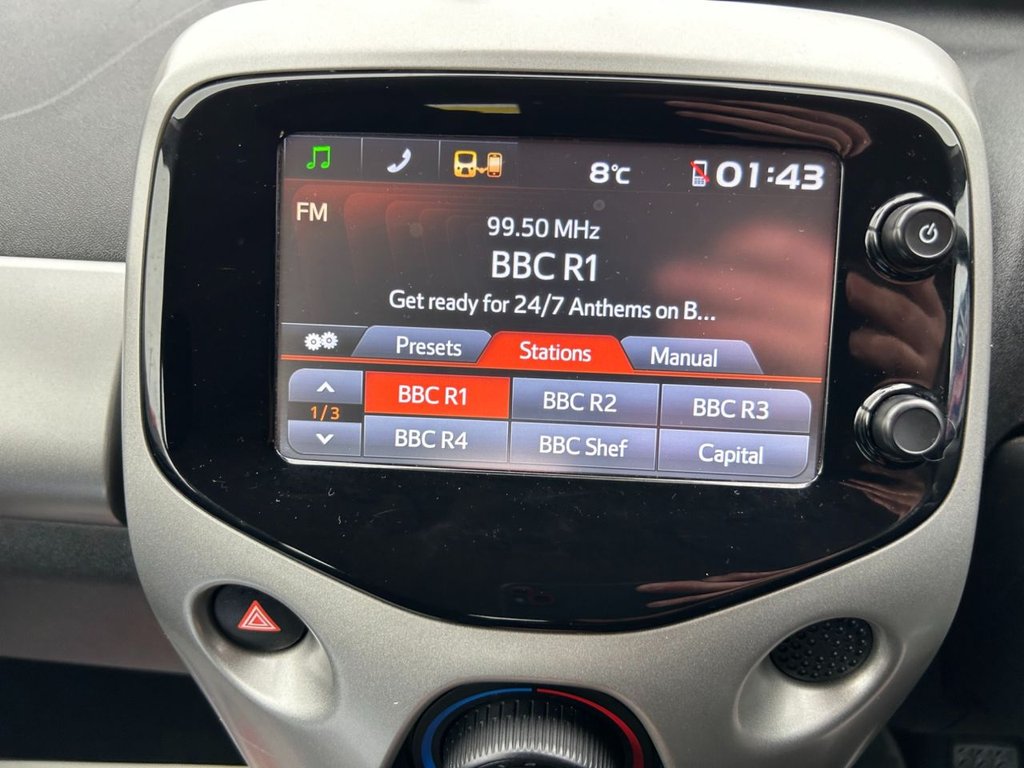 8°C 01:43
FM
99.50 MHz
BBC R1
Get ready for 24/7 Anthems on B...
Presets Stations Manual
BBC R1 BBC R2 BBC R3
1/3
BBC R4 BBC Shef Capital